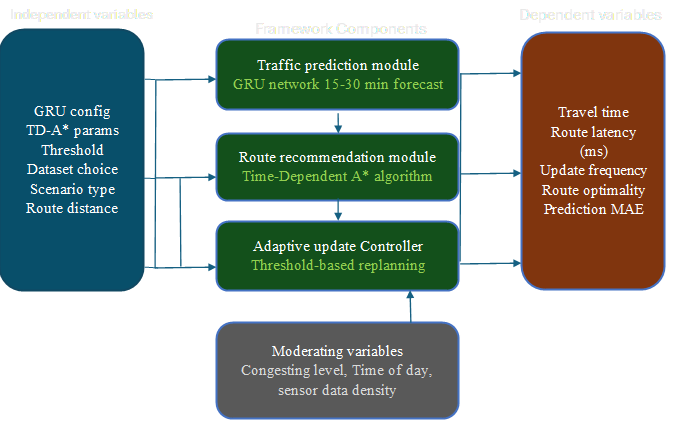 Independent variables
Framework Components
Dependent variables
GRU config
TD-A* params
Threshold
Dataset choice
Scenario type
Route distance
Traffic prediction module
GRU network 15-30 min forecast
Route recommendation module
Time-Dependent A* algorithm
Adaptive update Controller
Threshold-based replanning
Moderating variables
Congesting level, Time of day,
sensor data density
Travel time
Route latency
(ms)
Update frequency
Route optimality
Prediction MAE